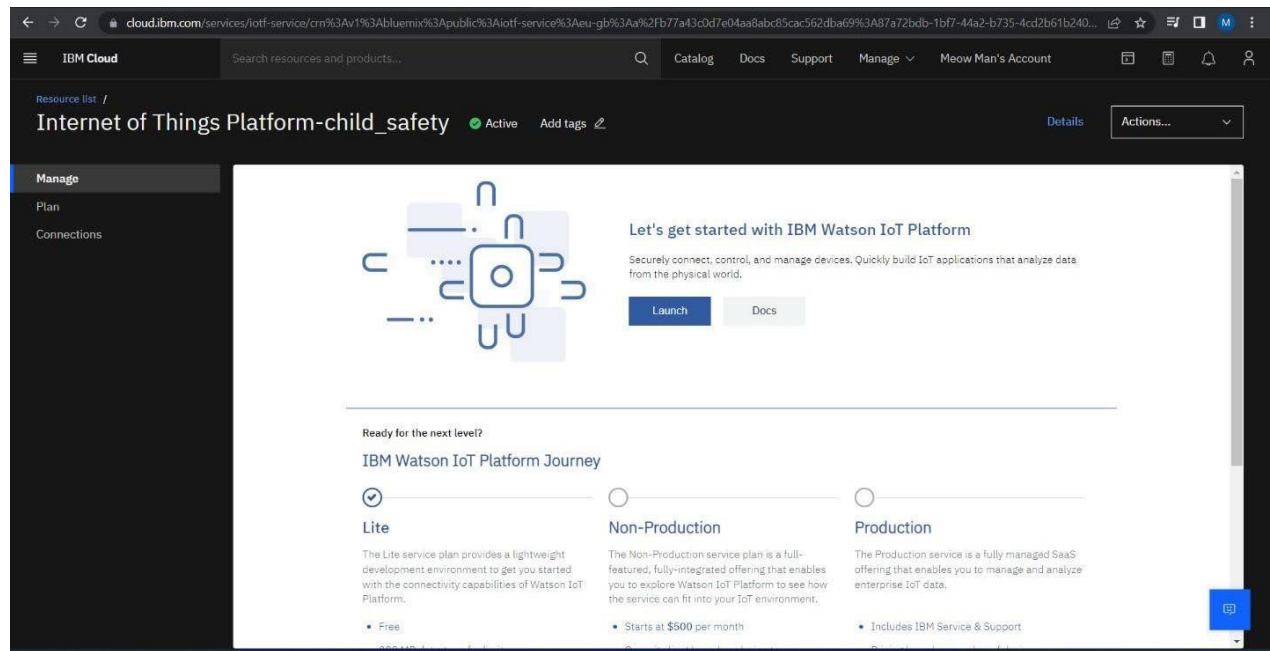 cloud.ibm.com/services/iotf-service/crn%3Av1%3Abluemix%3Apublic%3Aiotf-service%3Aeu-gb%3Aa%2Fb77a43c0d7e04aa8abc85cac562dba69%3A87a72bdb-1bf7-44a2-b735-4cd2b61b240...
M
IBM Cloud
Search resources and products...
Catalog
Docs
Support
Manage
Meow Man's Account
Resource list /
Internet of Things Platform-child_safety
Active
Add tags
Details
Actions...
Manage
Plan
Connections
Let's get started with IBM Watson IoT Platform
Securely connect, control, and manage devices. Quickly build IoT applications that analyze data
from the physical world.
Launch
Docs
Ready for the next level?
IBM Watson IoT Platform Journey
Lite
The Lite service plan provides a lightweight
development environment to get you started
with the connectivity capabilities of Watson IoT
Platform.
• Free
Non-Production
The Non-Production service plan is a full-
featured, fully-integrated offering that enables
you to explore Watson IoT Platform to see how
the service can fit into your IoT environment.
• Starts at $500 per month
Production
The Production service is a fully managed SaaS
offering that enables you to manage and analyze
enterprise IoT data.
• Includes IBM Service & Support